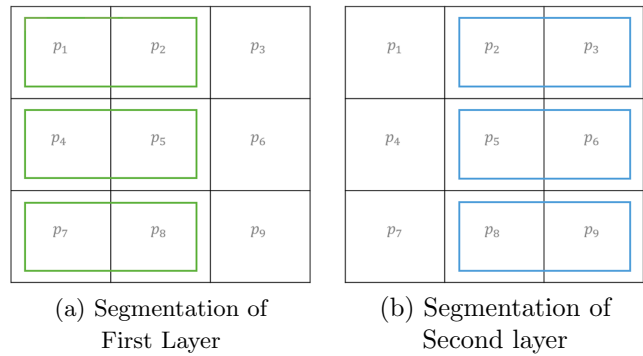 p₁ p₂ p₃
p₄ p₅ p₆
p₇ p₈ p₉
(a) Segmentation of
First Layer
p₁ p₂ p₃
p₄ p₅ p₆
p₇ p₈ p₉
(b) Segmentation of
Second layer